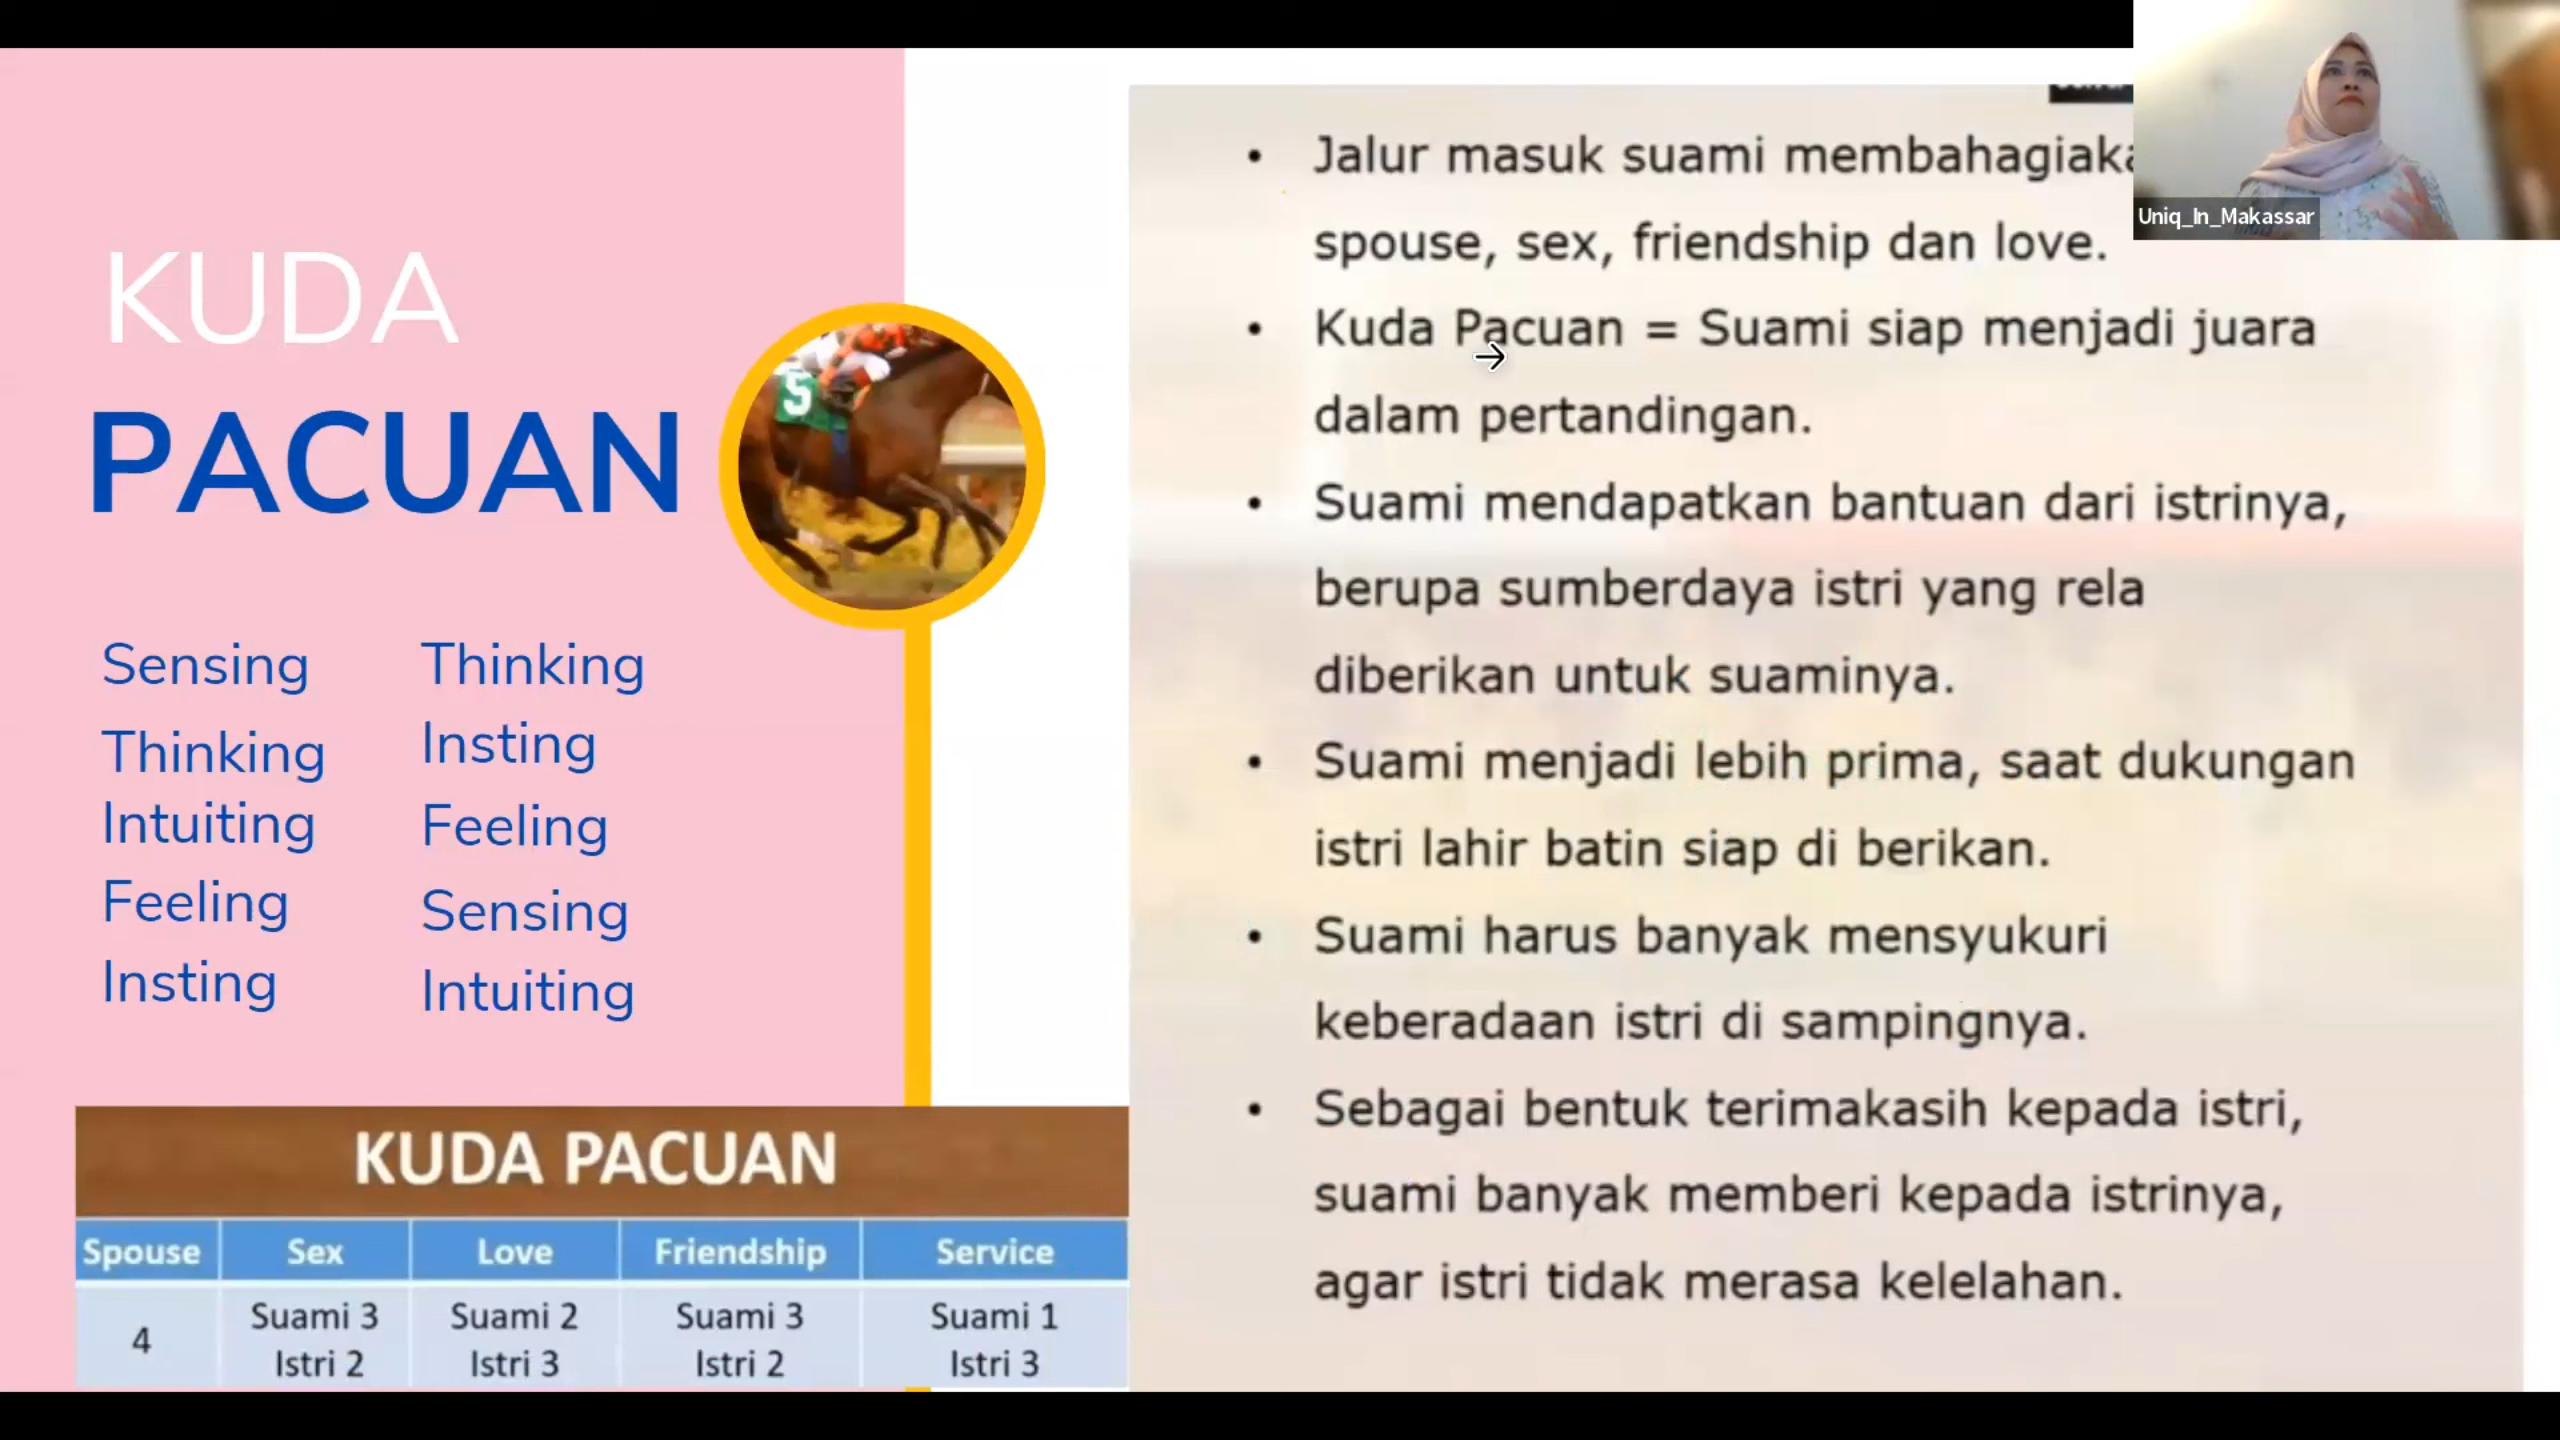 KUDA
PACUAN
5
Sensing Thinking
Thinking Insting
Intuiting Feeling
Feeling Sensing
Insting Intuiting
KUDA PACUAN
Spouse Sex Love Friendship Service
4 Suami 3 Suami 2 Suami 3 Suami 1
Istri 2 Istri 3 Istri 2 Istri 3
• Jalur masuk suami
spouse, sex, friendship dan love.
• Kuda Pacuan = Suami siap menjadi juara
dalam pertandingan.
• Suami mendapatkan bantuan dari istrinya,
berupa sumberdaya istri yang rela
diberikan untuk suaminya.
• Suami menjadi lebih prima, saat dukungan
istri lahir batin siap di berikan.
• Suami harus banyak mensyukuri
keberadaan istri di sampingnya.
• Sebagai bentuk terimakasih kepada istri,
suami banyak memberi kepada istrinya,
agar istri tidak merasa kelelahan.
Uniq_In_Makassar